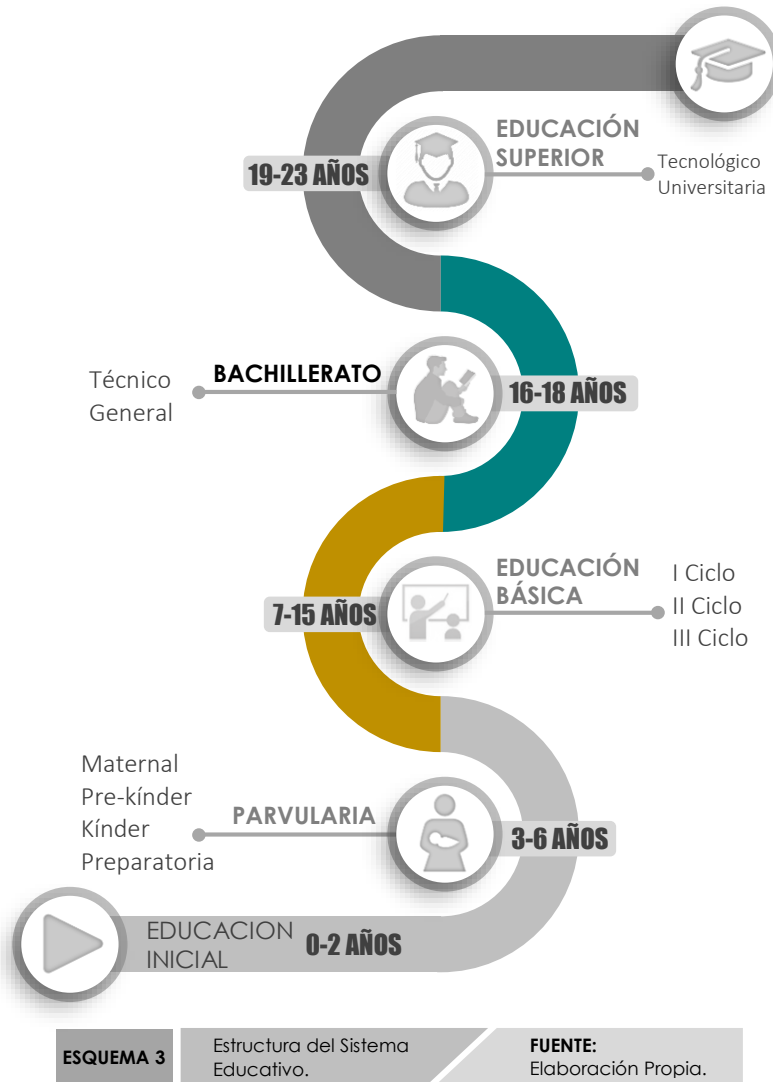 EDUCACIÓN
SUPERIOR
19-23 AÑOS
Tecnológico
Universitaria
BACHILLERATO
Técnico
General
16-18 AÑOS
EDUCACIÓN
BÁSICA
I Ciclo
II Ciclo
III Ciclo
7-15 AÑOS
Maternal
Pre-kínder
Kínder
Preparatoria
PARVULARIA
3-6 AÑOS
EDUCACION
INICIAL
0-2 AÑOS
ESQUEMA 3
Estructura del Sistema
Educativo.
FUENTE:
Elaboración Propia.